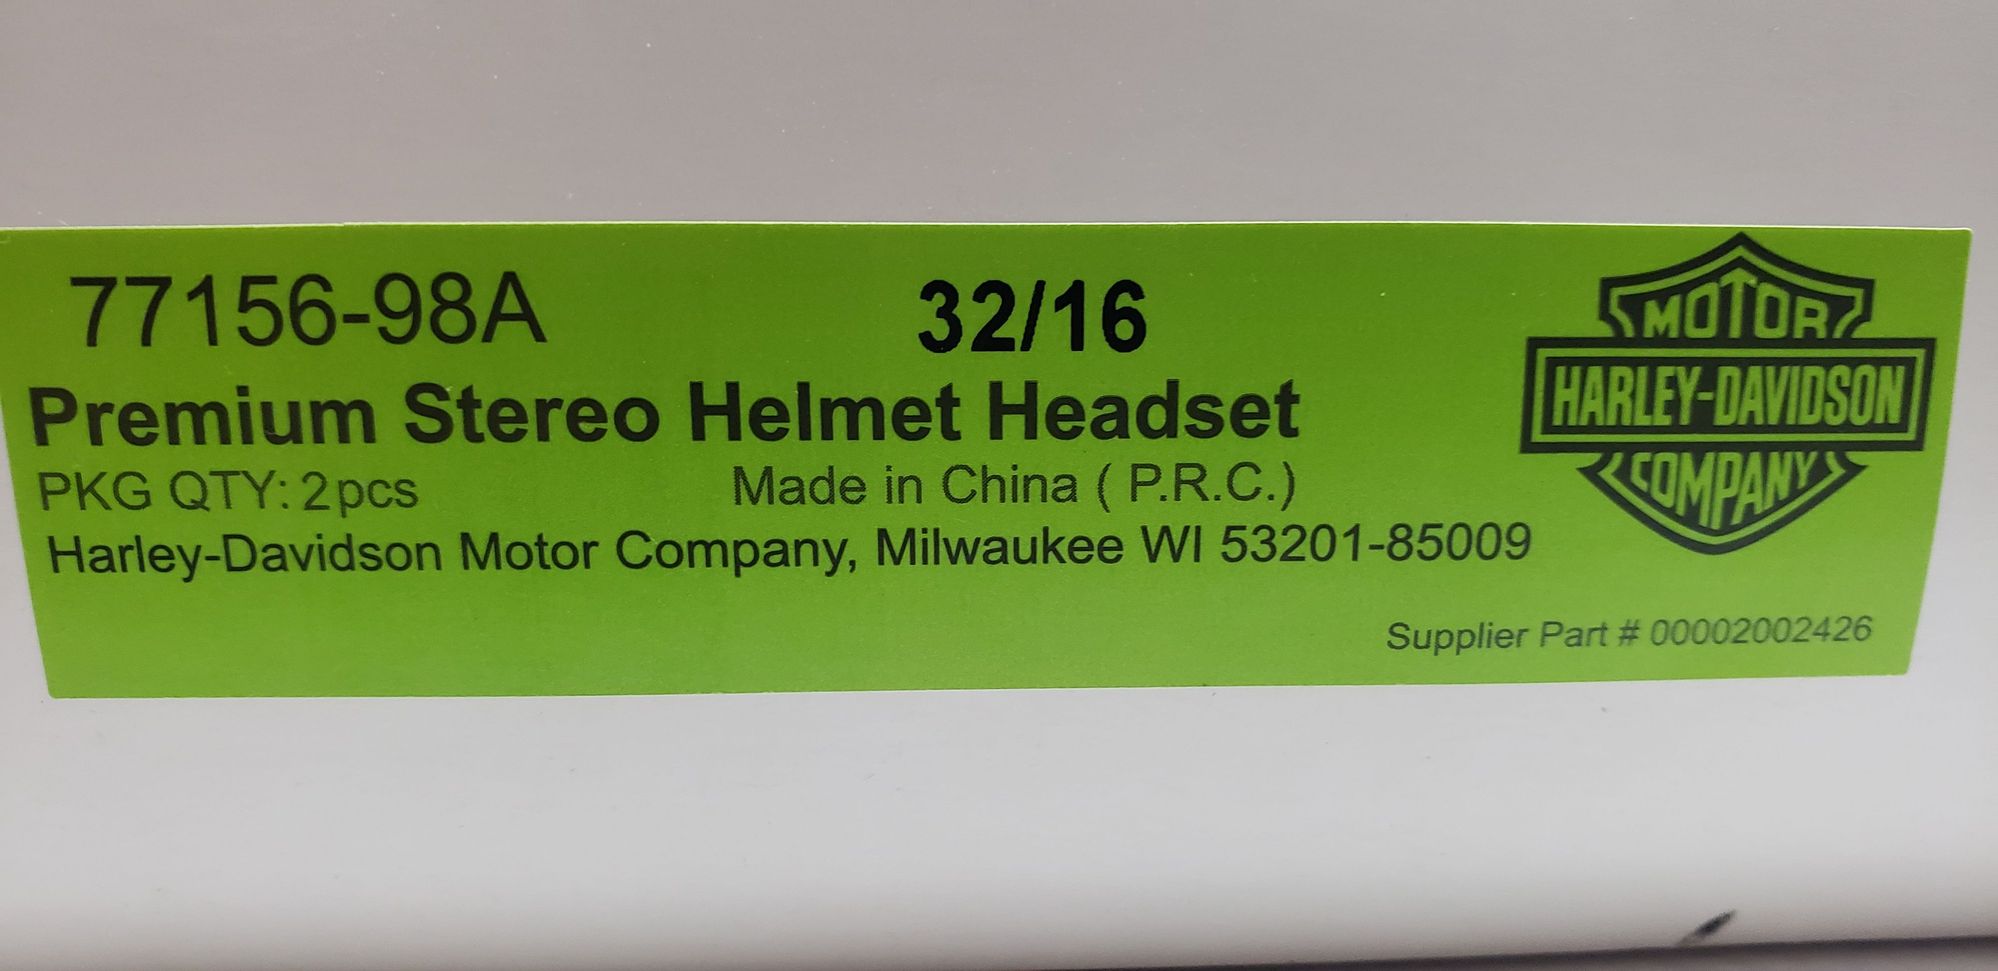 77156-98A 32/16
Premium Stereo Helmet Headset
PKG QTY: 2pcs Made in China ( P.R.C.)
Harley-Davidson Motor Company, Milwaukee WI 53201-85009
Supplier Part # 00002002426
MOTOR
HARLEY-DAVIDSON
COMPANY